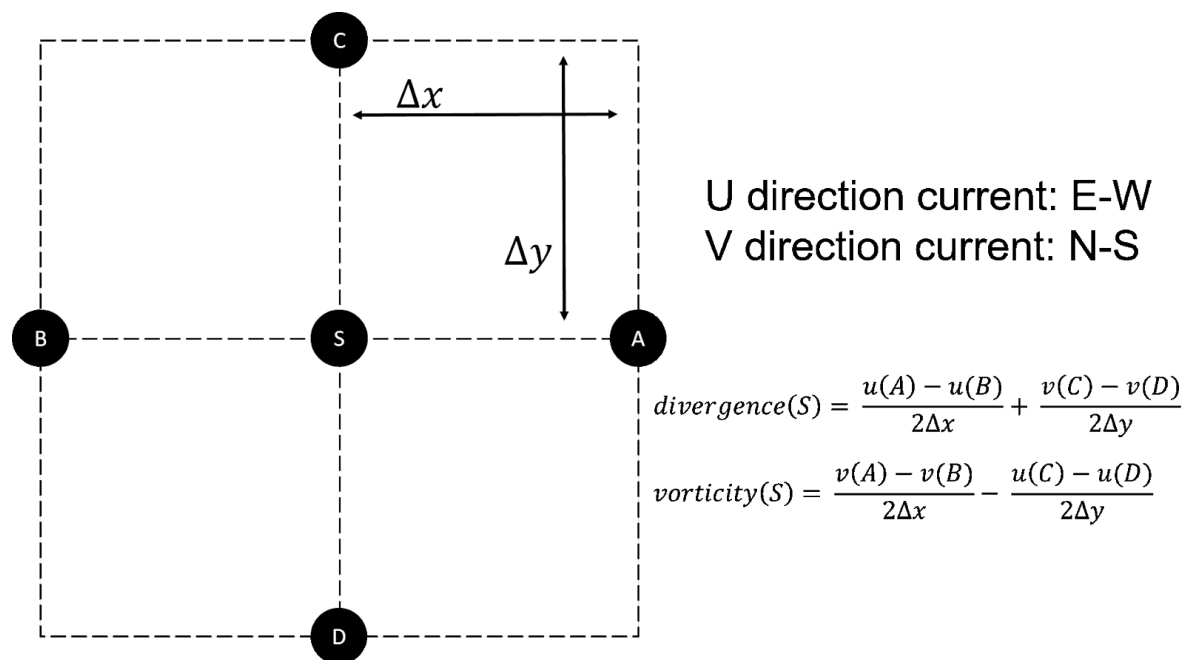 C
Δx
U direction current: E-W
V direction current: N-S
Δy
B
S
A
divergence(S) = u(A) − u(B) / 2Δx + v(C) − v(D) / 2Δy
vorticity(S) = v(A) − v(B) / 2Δx − u(C) − u(D) / 2Δy
D